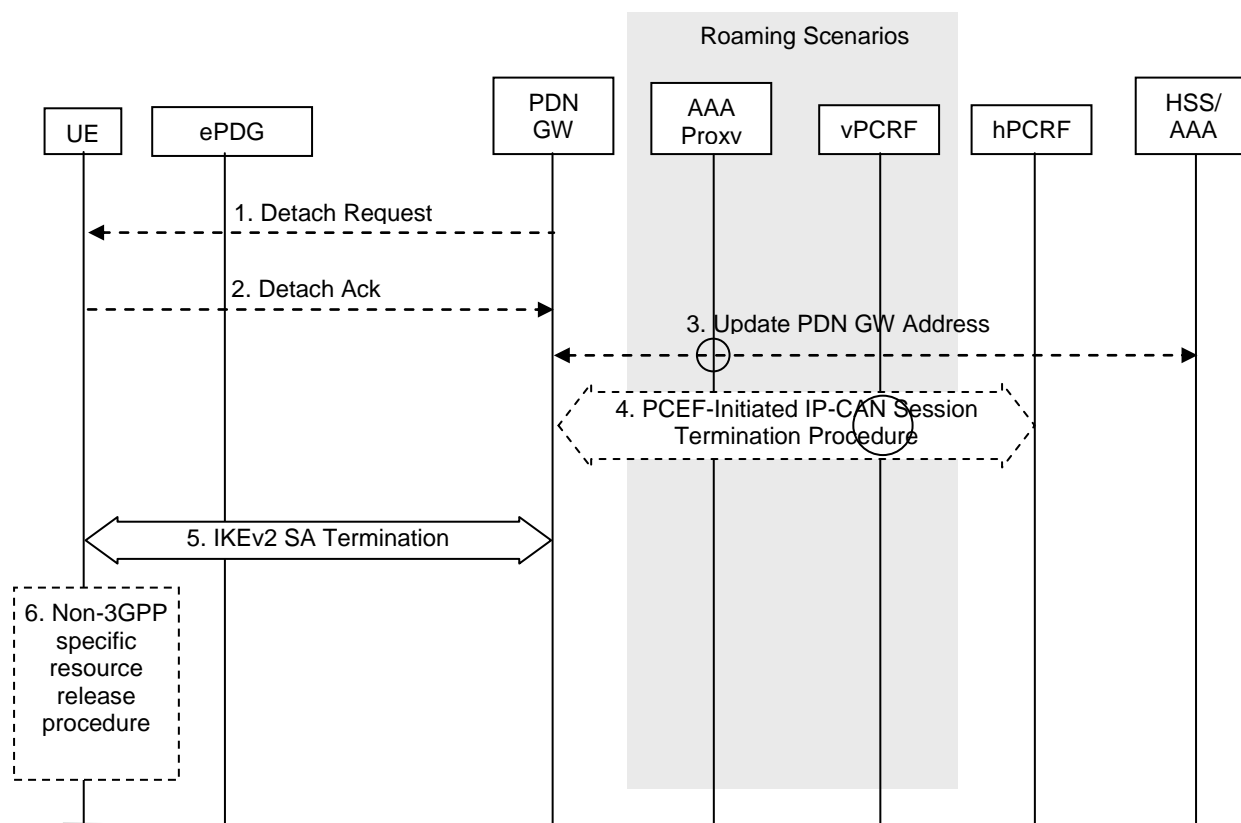 Roaming Scenarios
UE
ePDG
PDN
GW
AAA
Proxy
vPCRF
hPCRF
HSS/
AAA
1. Detach Request
2. Detach Ack
3. Update PDN GW Address
4. PCEF-Initiated IP-CAN Session
Termination Procedure
5. IKEv2 SA Termination
6. Non-3GPP
specific
resource
release
procedure